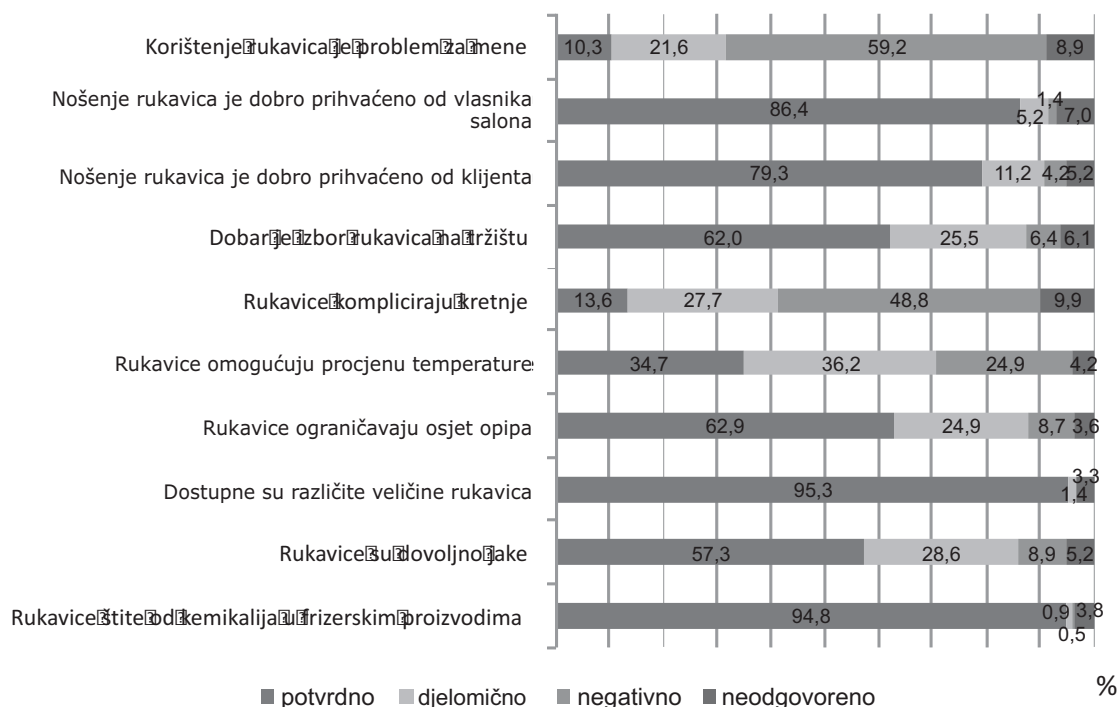 Korištenje rukavica je problem za mene
10,3 21,6 59,2 8,9
Nošenje rukavica je dobro prihvaćeno od vlasnika
salona
86,4 5,2 1,4 7,0
Nošenje rukavica je dobro prihvaćeno od klijenta
79,3 11,2 4,2 5,2
Dobar je izbor rukavica na tržištu
62,0 25,5 6,4 6,1
Rukavice kompliciraju kretnje
13,6 27,7 48,8 9,9
Rukavice omogućuju procjenu temperature
34,7 36,2 24,9 4,2
Rukavice ograničavaju osjet opipa
62,9 24,9 8,7 3,6
Dostupne su različite veličine rukavica
95,3 1,4 3,3
Rukavice su dovoljno jake
57,3 28,6 8,9 5,2
Rukavice štite od kemikalija u frizerskim proizvodima
94,8 0,9 0,5 3,8
%
potvrdno djelomično negativno neodgovoreno